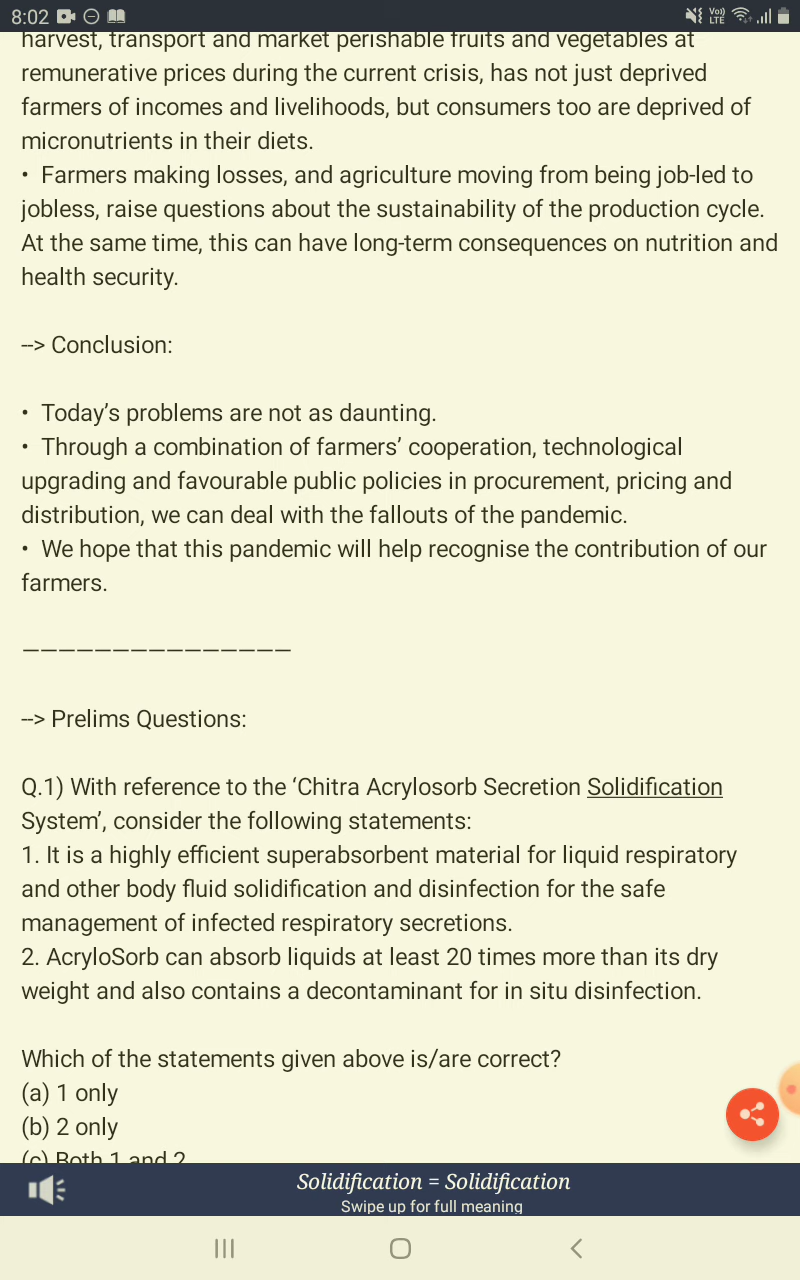 8:02
Vo))
LTE
harvest, transport and market perishable fruits and vegetables at
remunerative prices during the current crisis, has not just deprived
farmers of incomes and livelihoods, but consumers too are deprived of
micronutrients in their diets.
• Farmers making losses, and agriculture moving from being job-led to
jobless, raise questions about the sustainability of the production cycle.
At the same time, this can have long-term consequences on nutrition and
health security.
--> Conclusion:
• Today’s problems are not as daunting.
• Through a combination of farmers’ cooperation, technological
upgrading and favourable public policies in procurement, pricing and
distribution, we can deal with the fallouts of the pandemic.
• We hope that this pandemic will help recognise the contribution of our
farmers.
———————————————
--> Prelims Questions:
Q.1) With reference to the ‘Chitra Acrylosorb Secretion Solidification
System’, consider the following statements:
1. It is a highly efficient superabsorbent material for liquid respiratory
and other body fluid solidification and disinfection for the safe
management of infected respiratory secretions.
2. AcryloSorb can absorb liquids at least 20 times more than its dry
weight and also contains a decontaminant for in situ disinfection.
Which of the statements given above is/are correct?
(a) 1 only
(b) 2 only
(c) Both 1 and 2
Solidification = Solidification
Swipe up for full meaning